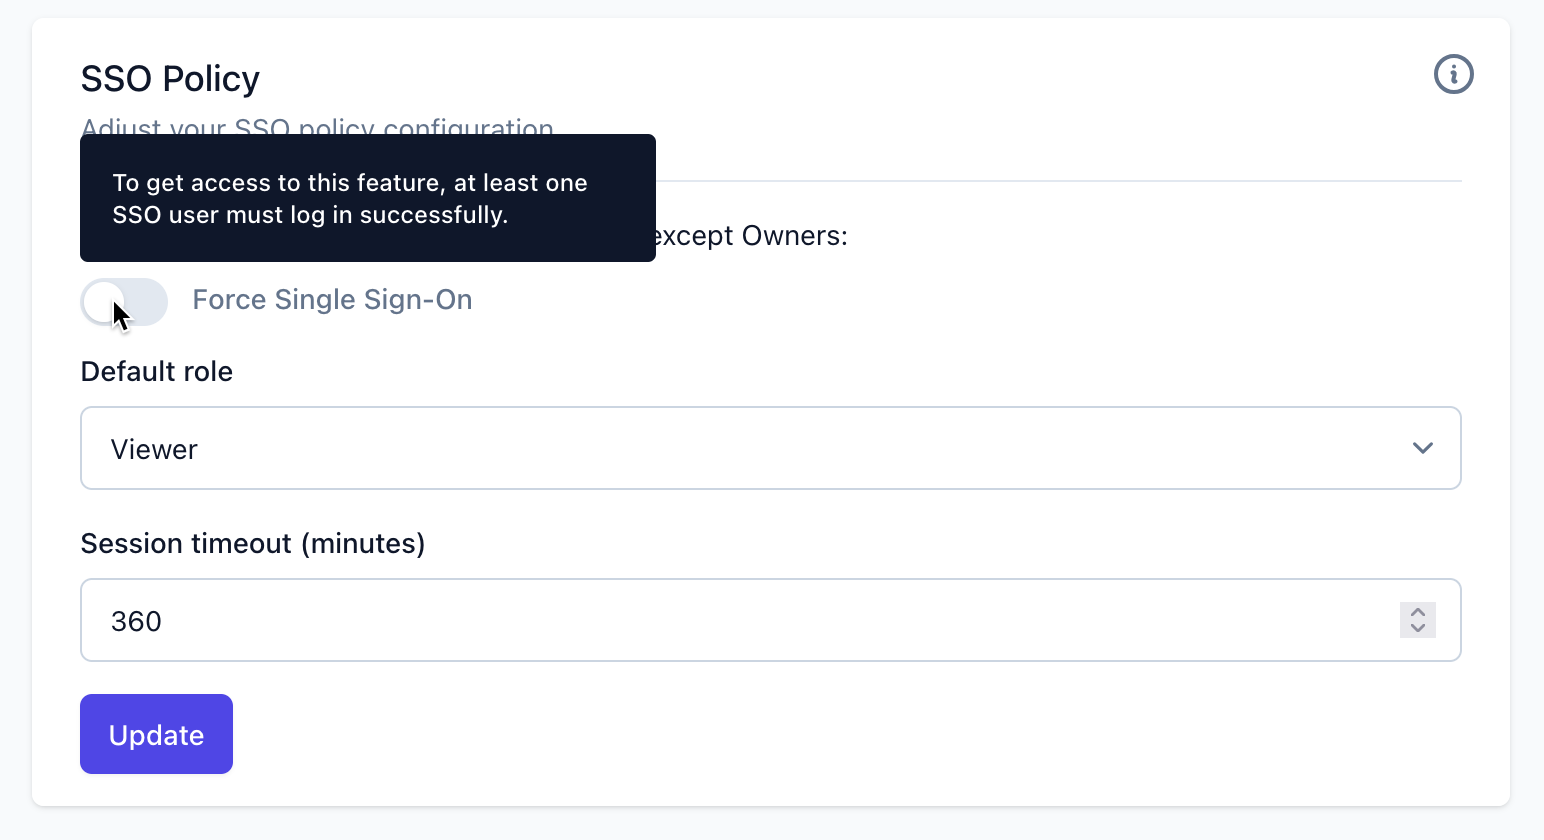 SSO Policy
Adjust your SSO policy configuration
To get access to this feature, at least one
SSO user must log in successfully.
except Owners:
Force Single Sign-On
Default role
Viewer
Session timeout (minutes)
360
Update